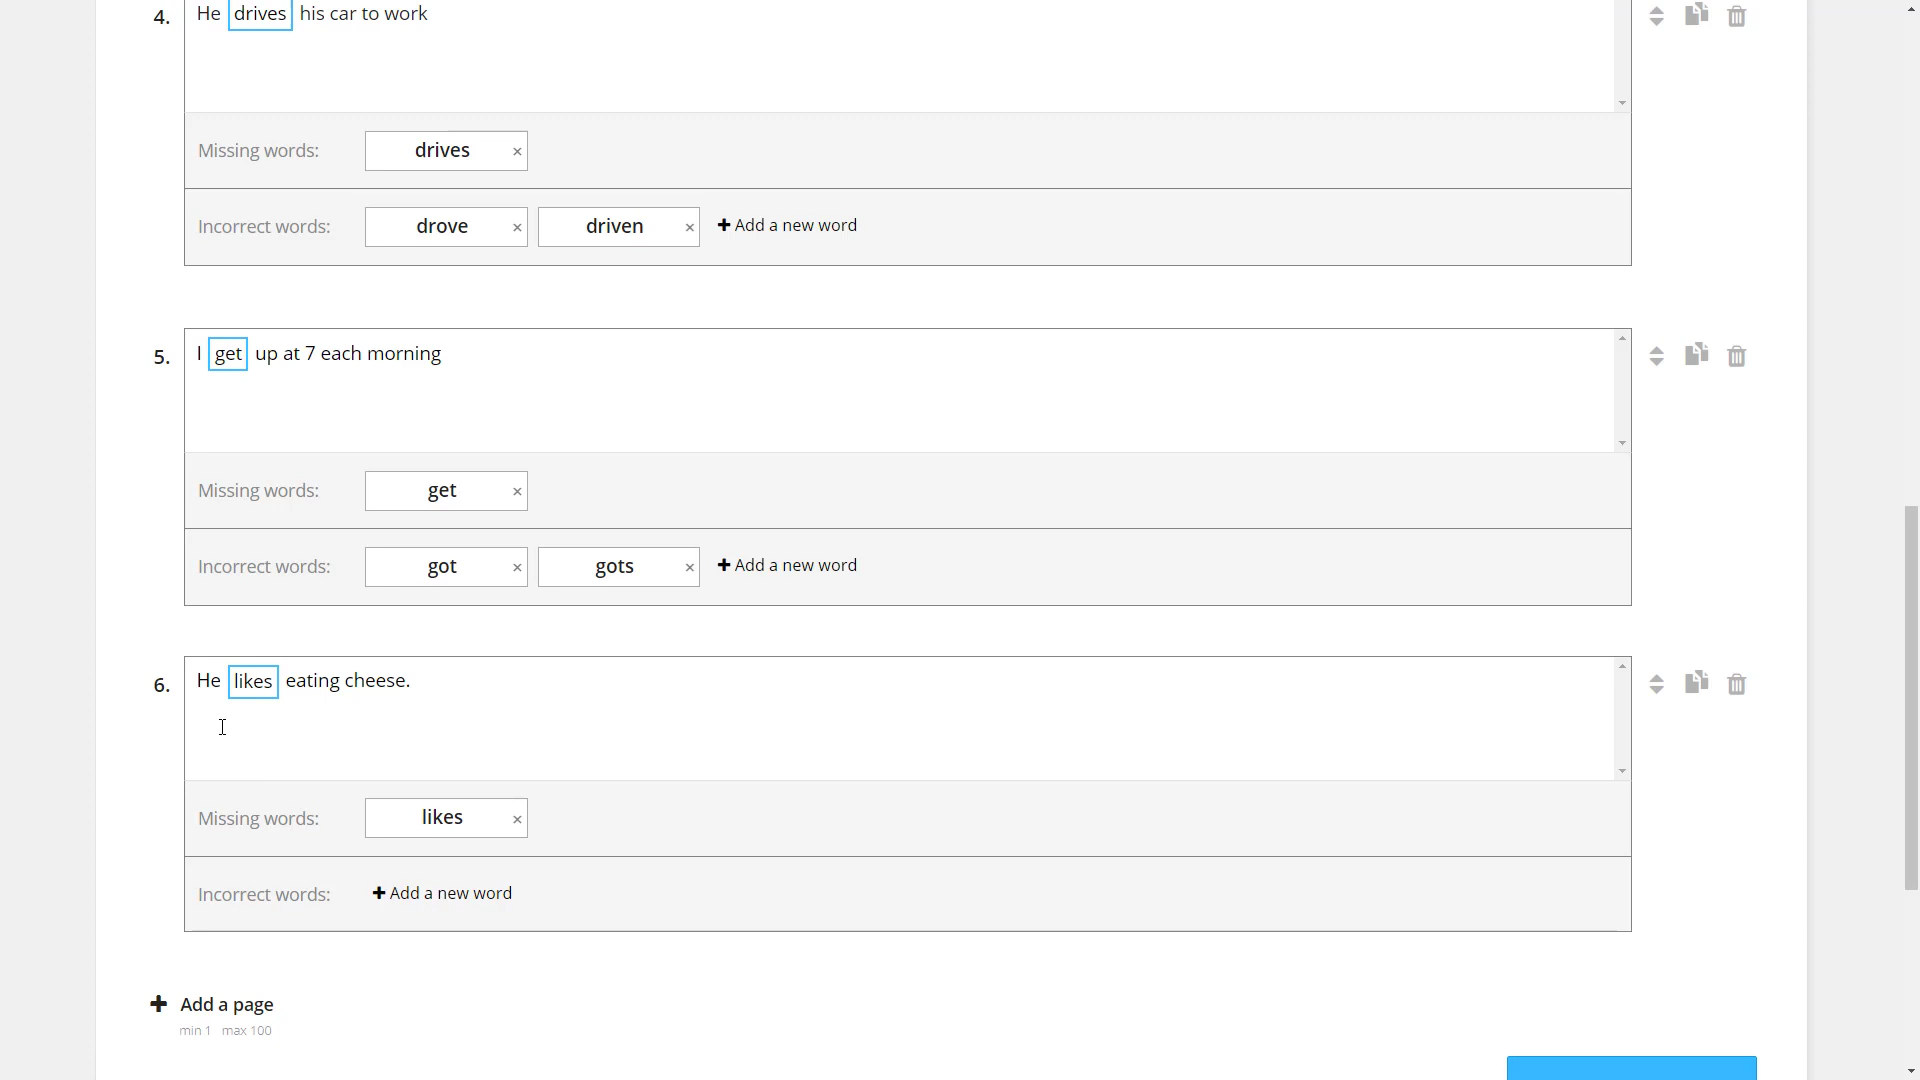 4. He drives his car to work
Missing words: drives ×
Incorrect words: drove × driven × + Add a new word
5. I get up at 7 each morning
Missing words: get ×
Incorrect words: got × gots × + Add a new word
6. He likes eating cheese.
Missing words: likes ×
Incorrect words: + Add a new word
+ Add a page
min 1 max 100